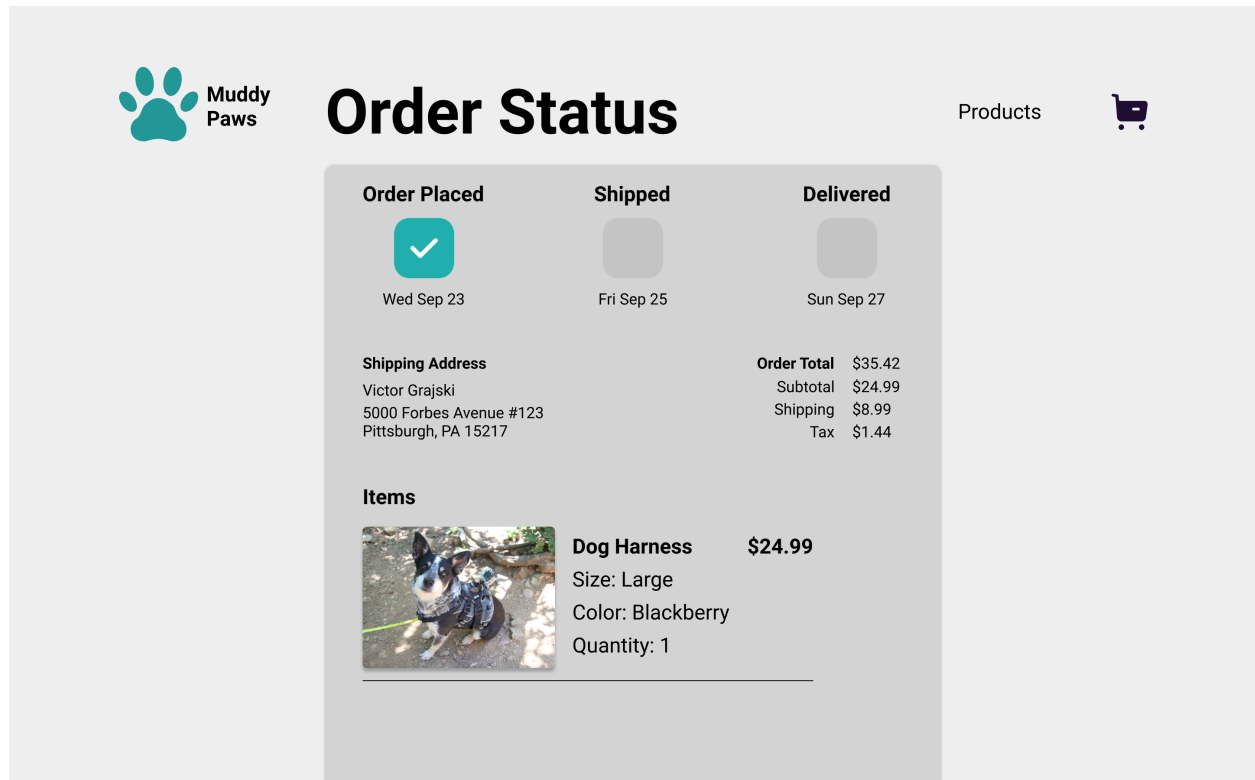 Muddy
Paws
Order Status
Products
Order Placed
Shipped
Delivered
Wed Sep 23
Fri Sep 25
Sun Sep 27
Shipping Address
Victor Grajski
5000 Forbes Avenue #123
Pittsburgh, PA 15217
Order Total $35.42
Subtotal $24.99
Shipping $8.99
Tax $1.44
Items
Dog Harness $24.99
Size: Large
Color: Blackberry
Quantity: 1